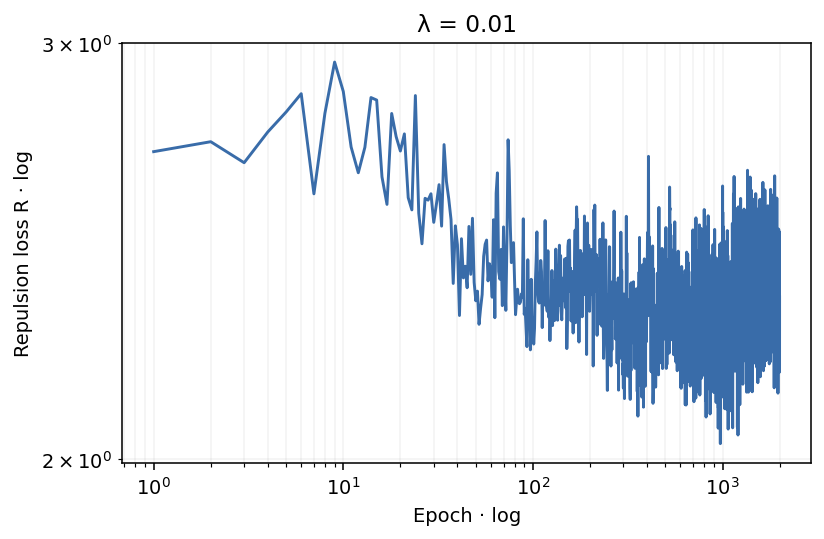 λ = 0.01
3 × 10⁰
2 × 10⁰
Repulsion loss R · log
10⁰ 10¹ 10² 10³
Epoch · log